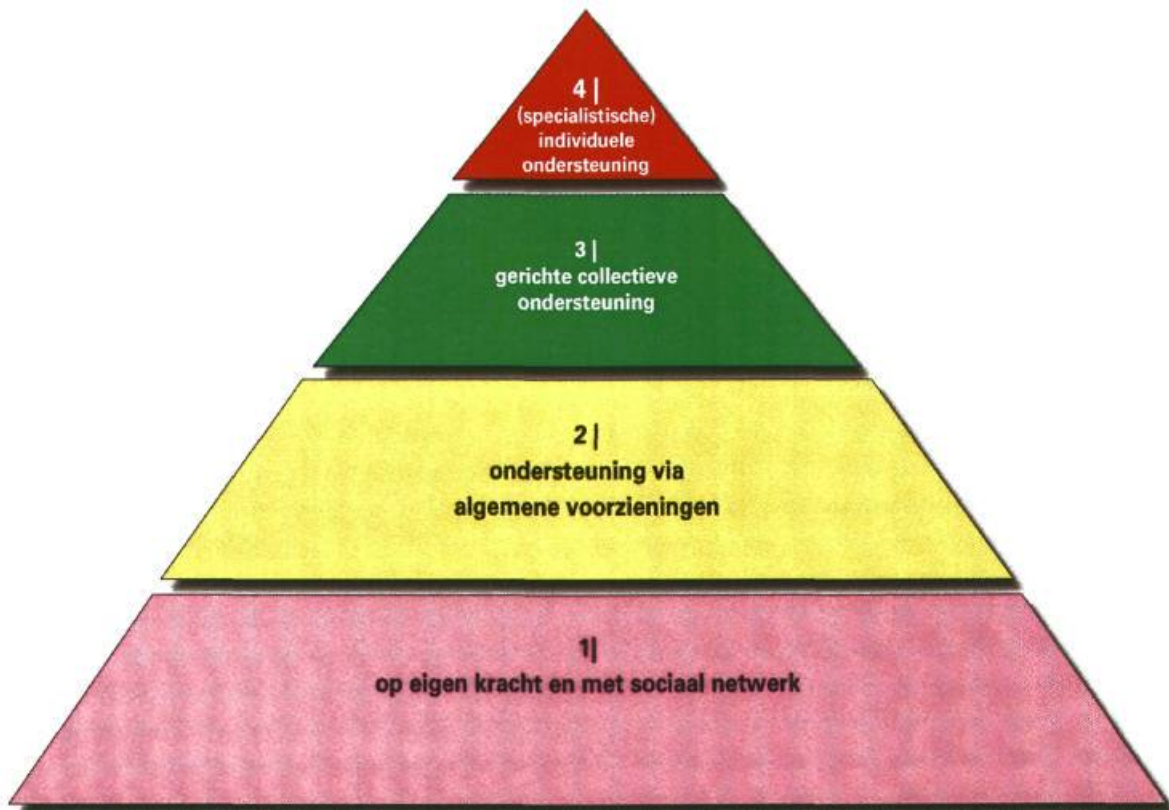 4 |
(specialistische)
individuele
ondersteuning
3 |
gerichte collectieve
ondersteuning
2 |
ondersteuning via
algemene voorzieningen
1|
op eigen kracht en met sociaal netwerk